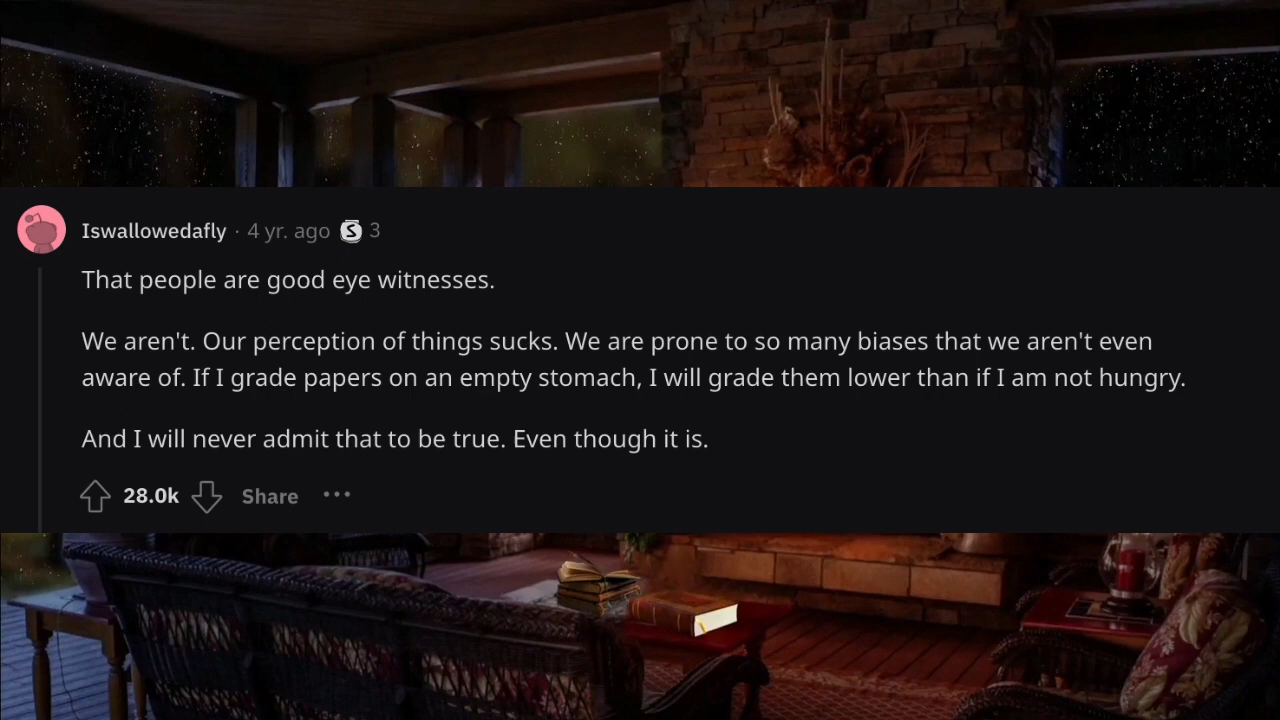 Iswallowedafly · 4 yr. ago S 3
That people are good eye witnesses.
We aren't. Our perception of things sucks. We are prone to so many biases that we aren't even
aware of. If I grade papers on an empty stomach, I will grade them lower than if I am not hungry.
And I will never admit that to be true. Even though it is.
28.0k Share ···